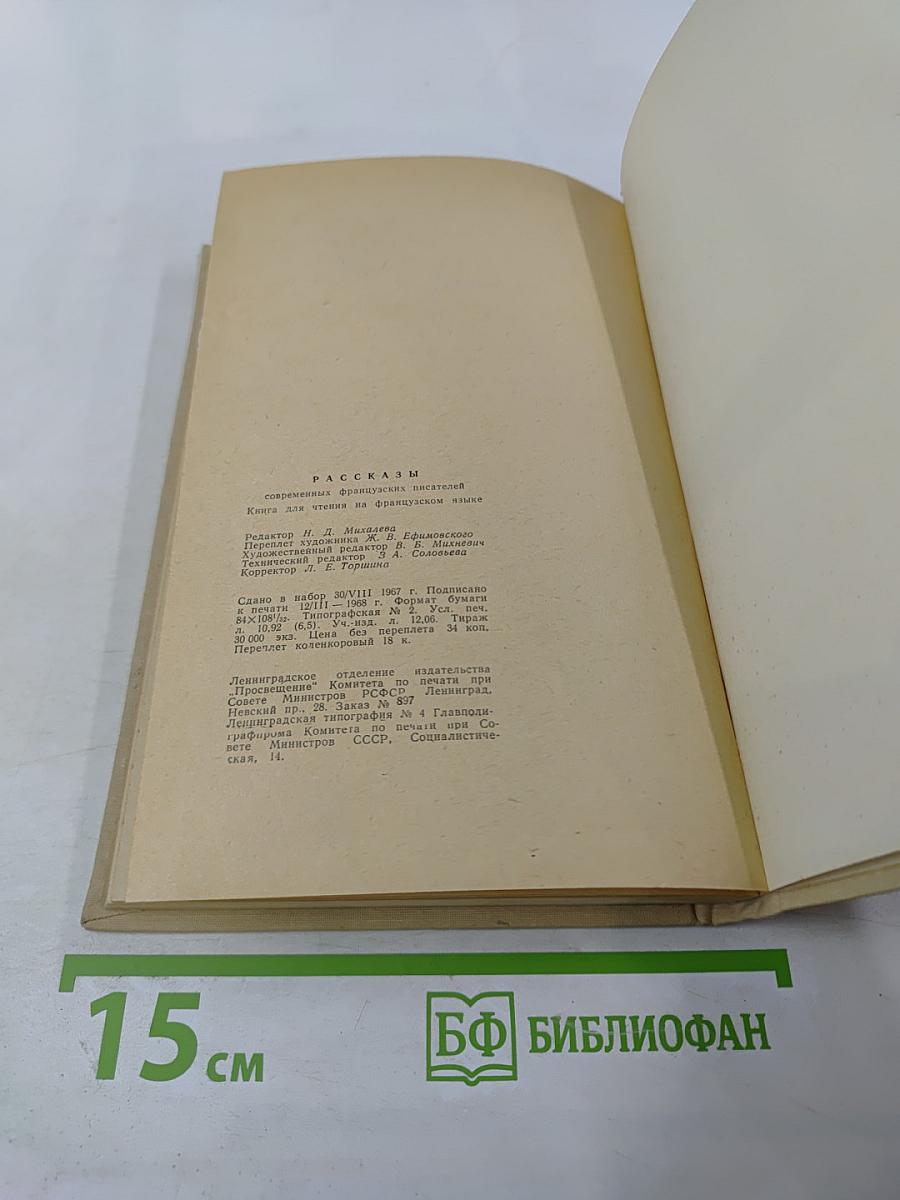 РАССКАЗЫ
современных французских писателей
Книга для чтения на французском языке
Редактор Н. Д. Михалева
Переплет художника Ж. В. Ефимовского
Художественный редактор В. Б. Михневич
Технический редактор З А. Соловьева
Корректор Л. Е. Торшина
Сдано в набор 30/VIII 1967 г. Подписано
к печати 12/III — 1968 г. Формат бумаги
84×108¹/₃₂. Типографская № 2. Усл. печ.
л. 10,92 (6,5). Уч.-изд. л. 12,06. Тираж
30 000 экз. Цена без переплета 34 коп.
Переплет коленкоровый 18 к.
Ленинградское отделение издательства
„Просвещение“ Комитета по печати при
Совете Министров РСФСР Ленинград,
Невский пр., 28. Заказ № 897
Ленинградская типография № 4 Главполи-
графпрома Комитета по печати при Со-
вете Министров СССР, Социалистиче-
ская, 14.
15 см
БФ БИБЛИОФАН